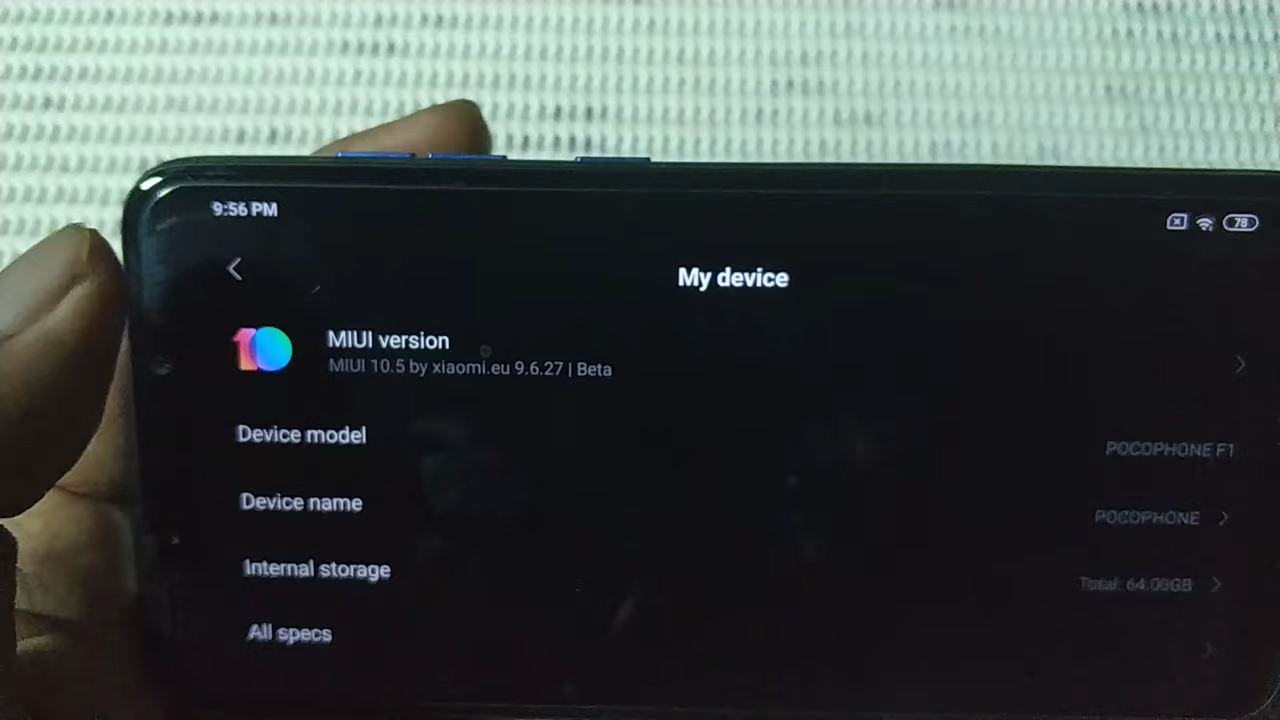 9:56 PM
78
My device
MIUI version
MIUI 10.5 by xiaomi.eu 9.6.27 | Beta
Device model
POCOPHONE F1
Device name
POCOPHONE
Internal storage
Total: 64.00GB
All specs